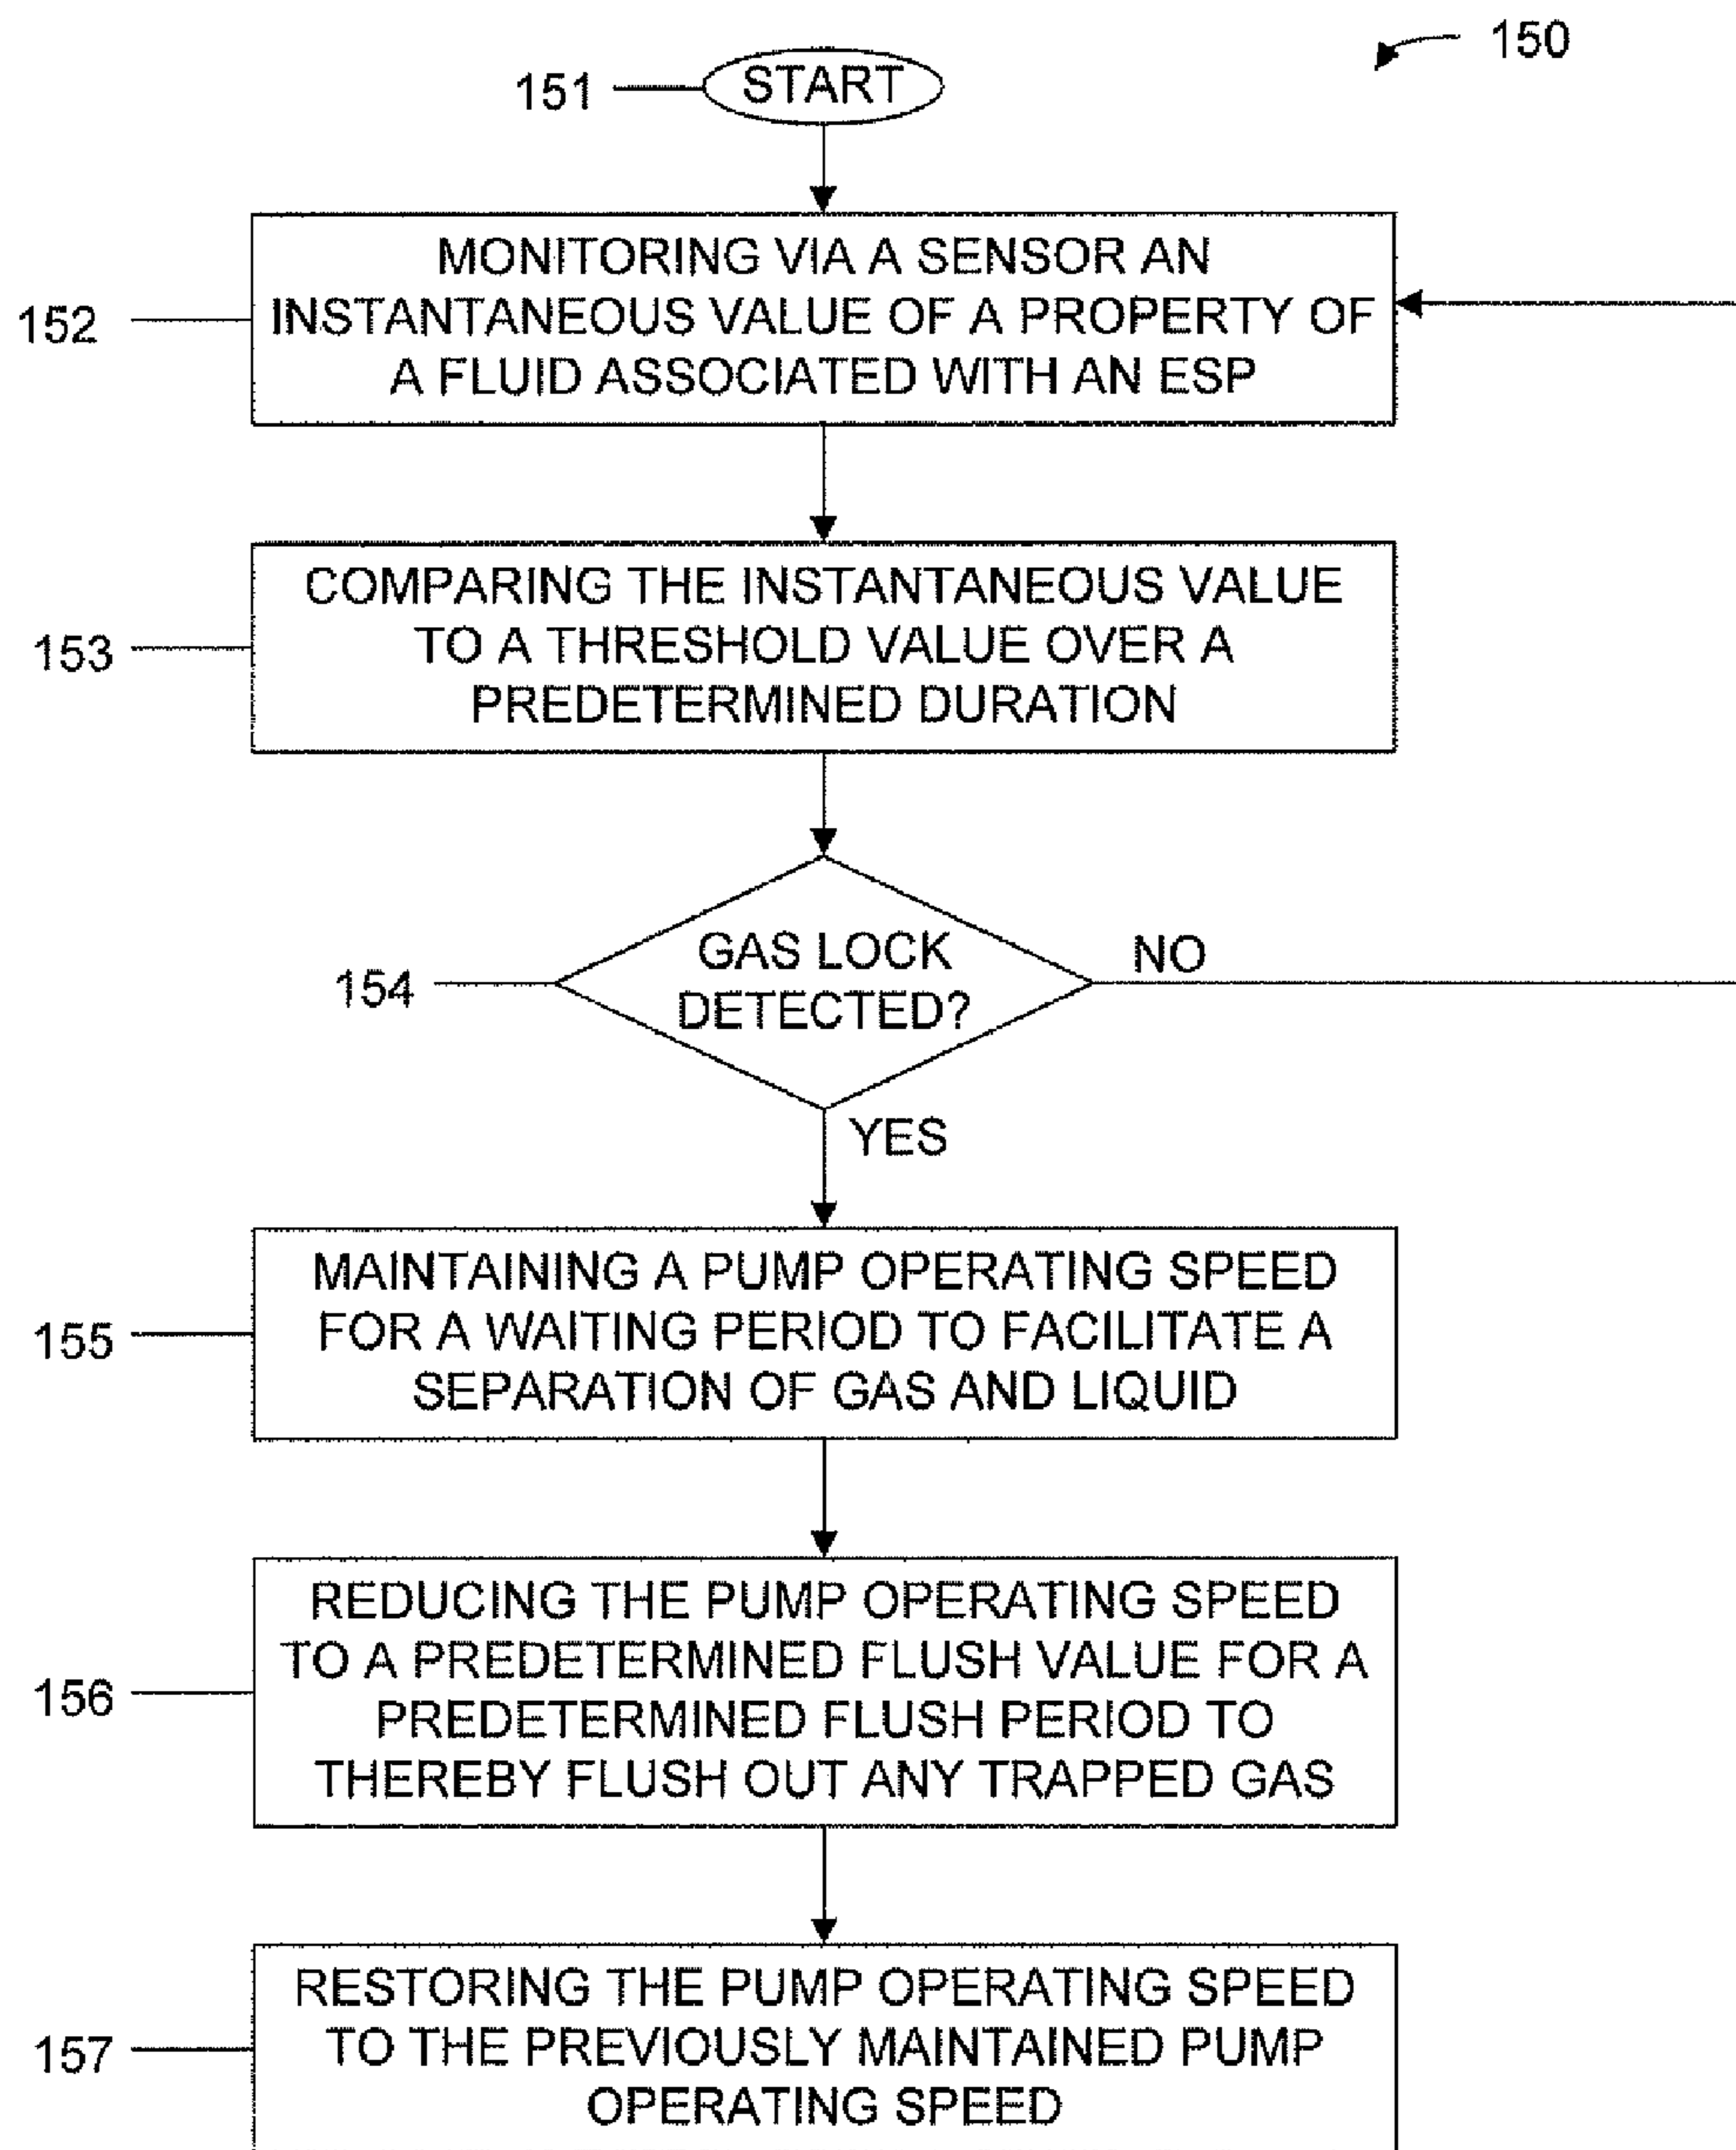 150
151
START
152
MONITORING VIA A SENSOR AN
INSTANTANEOUS VALUE OF A PROPERTY OF
A FLUID ASSOCIATED WITH AN ESP
153
COMPARING THE INSTANTANEOUS VALUE
TO A THRESHOLD VALUE OVER A
PREDETERMINED DURATION
154
GAS LOCK
DETECTED?
NO
YES
155
MAINTAINING A PUMP OPERATING SPEED
FOR A WAITING PERIOD TO FACILITATE A
SEPARATION OF GAS AND LIQUID
156
REDUCING THE PUMP OPERATING SPEED
TO A PREDETERMINED FLUSH VALUE FOR A
PREDETERMINED FLUSH PERIOD TO
THEREBY FLUSH OUT ANY TRAPPED GAS
157
RESTORING THE PUMP OPERATING SPEED
TO THE PREVIOUSLY MAINTAINED PUMP
OPERATING SPEED